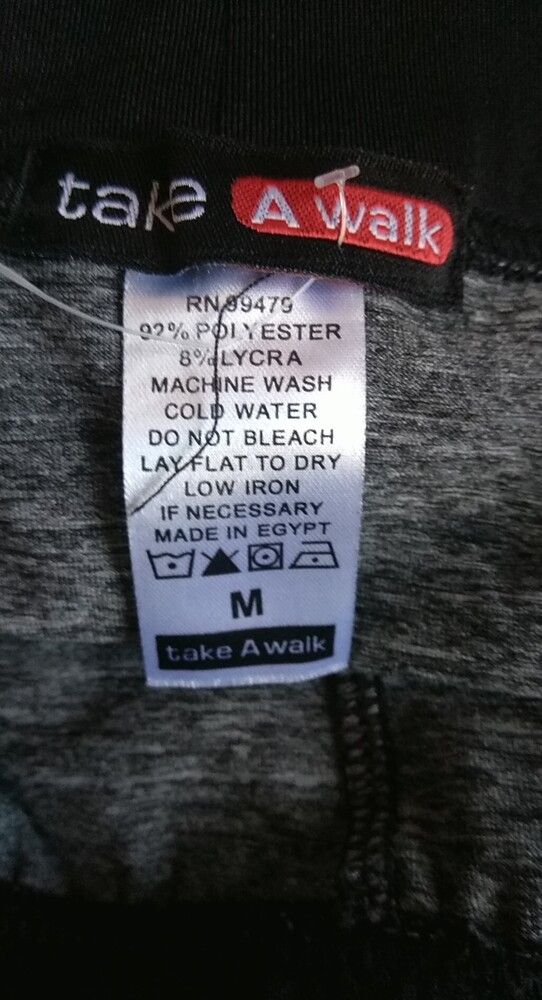 take A walk
RN 99479
92% POLYESTER
8% LYCRA
MACHINE WASH
COLD WATER
DO NOT BLEACH
LAY FLAT TO DRY
LOW IRON
IF NECESSARY
MADE IN EGYPT
M
take A walk